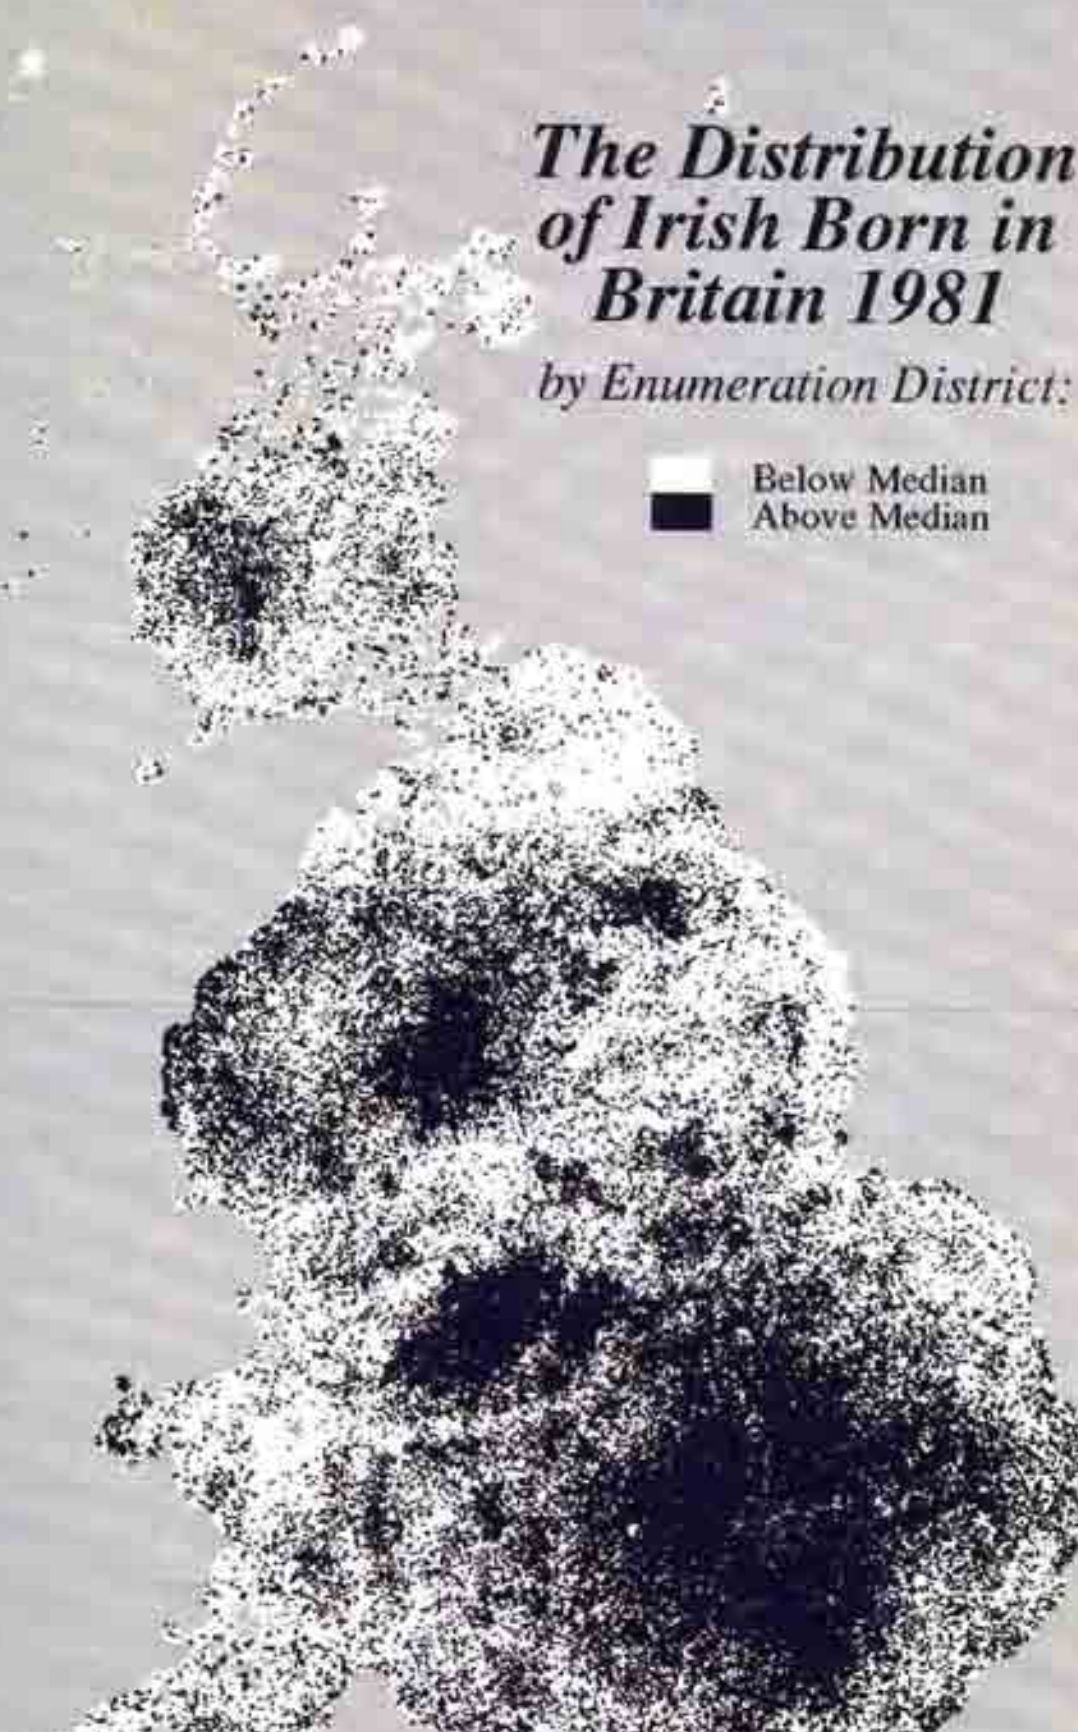 The Distribution
of Irish Born in
Britain 1981
by Enumeration District:
Below Median
Above Median